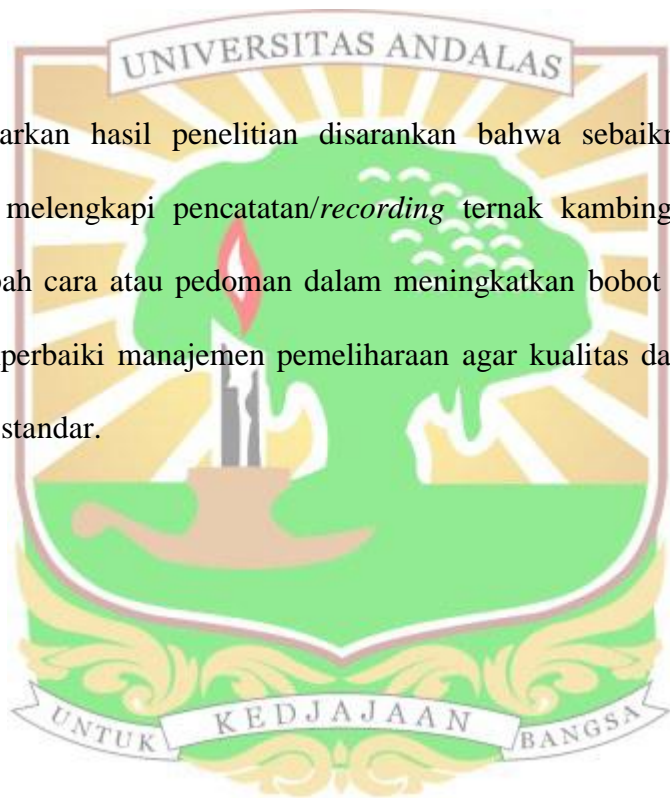 UNIVERSITAS ANDALAS
arkan hasil penelitian disarankan bahwa sebaikn
melengkapi pencatatan/recording ternak kambing
ah cara atau pedoman dalam meningkatkan bobot
perbaiki manajemen pemeliharaan agar kualitas da
standar.
UNTUK KEDJAJAAN BANGSA